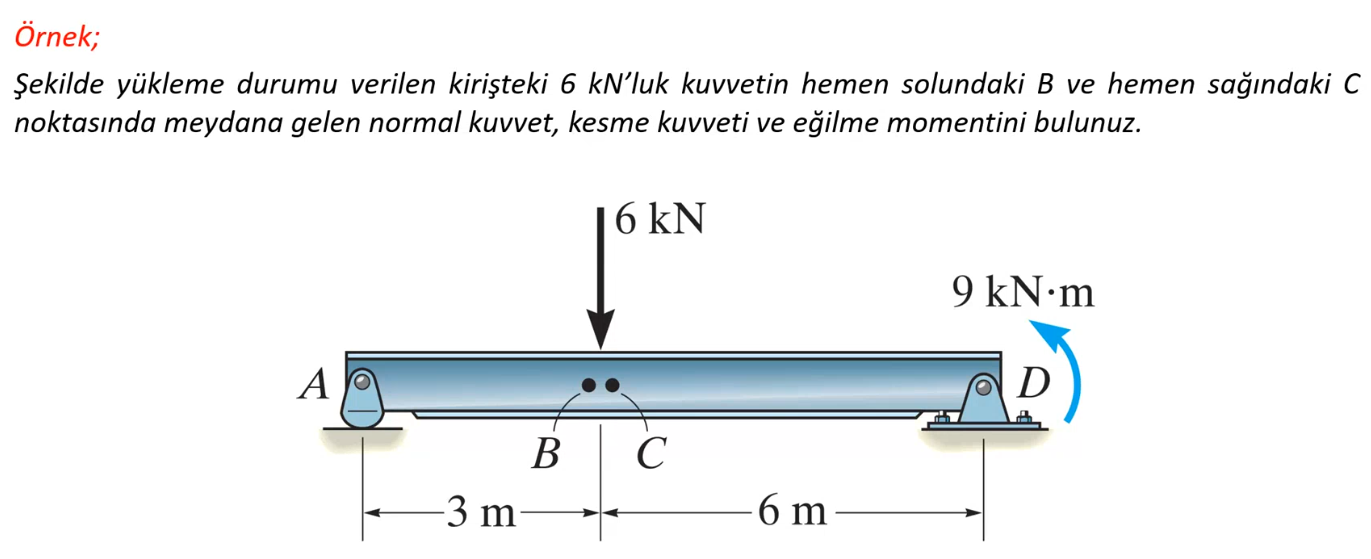 Örnek;
Şekilde yükleme durumu verilen kirişteki 6 kN’luk kuvvetin hemen solundaki B ve hemen sağındaki C
noktasında meydana gelen normal kuvvet, kesme kuvveti ve eğilme momentini bulunuz.
6 kN
9 kN·m
A
D
B
C
3 m
6 m